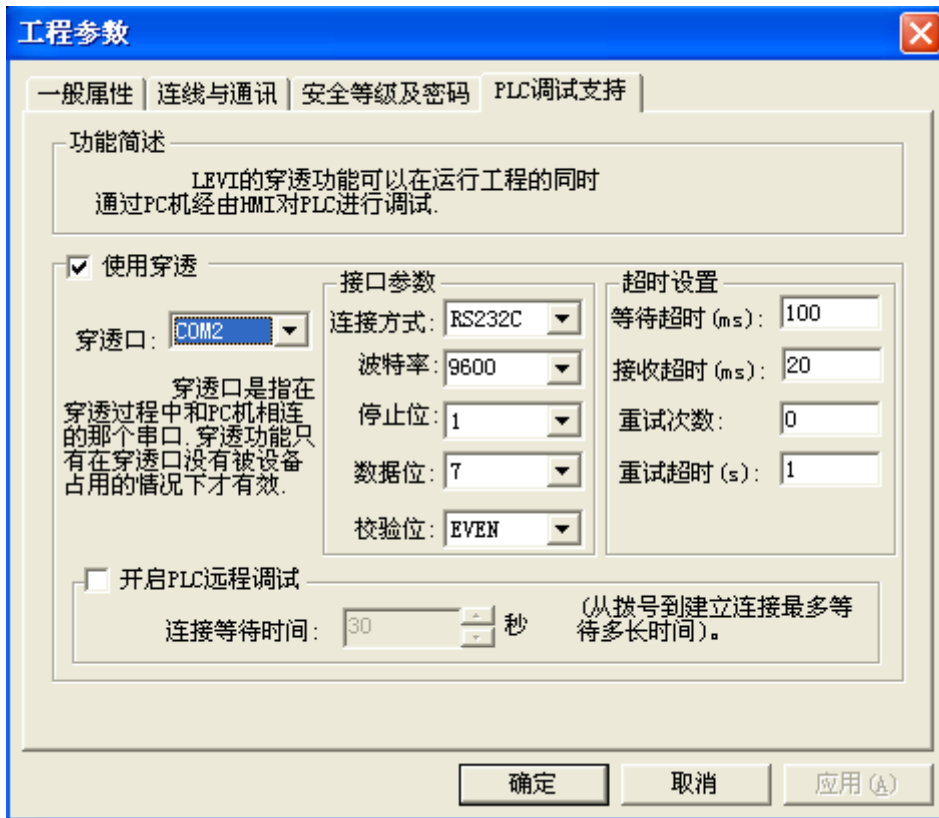 工程参数
一般属性 连线与通讯 安全等级及密码 PLC调试支持
功能简述
LEVI的穿透功能可以在运行工程的同时
通过PC机经由HMI对PLC进行调试.
使用穿透
穿透口: COM2
穿透口是指在
穿透过程中和PC机相连
的那个串口.穿透功能只
有在穿透口没有被设备
占用的情况下才有效.
接口参数
连接方式: RS232C
波特率: 9600
停止位: 1
数据位: 7
校验位: EVEN
超时设置
等待超时(ms): 100
接收超时(ms): 20
重试次数: 0
重试超时(s): 1
开启PLC远程调试
连接等待时间: 30 秒
(从拨号到建立连接最多等
待多长时间)。
确定 取消 应用(A)